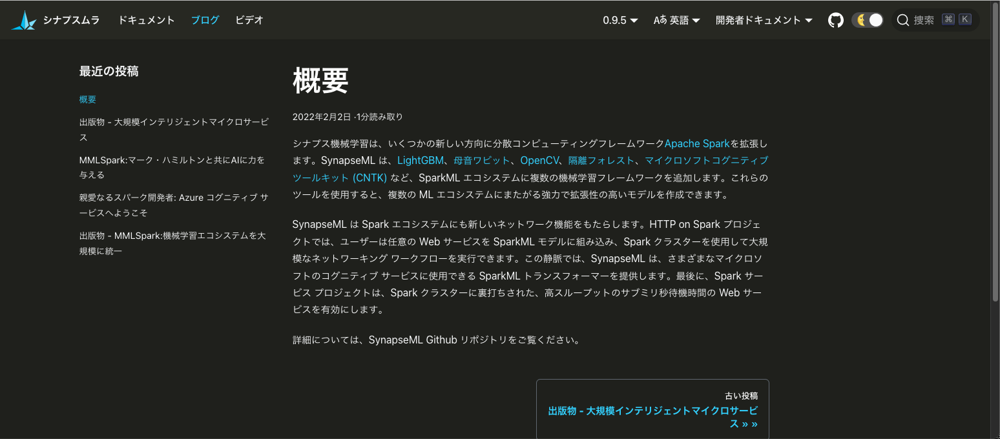 シナプスムラ ドキュメント ブログ ビデオ 0.9.5 Aあ 英語 開発者ドキュメント 搜索 ⌘ K
最近の投稿
概要
出版物 - 大規模インテリジェントマイクロサービ
ス
MMLSpark:マーク・ハミルトンと共にAIに力を
与える
親愛なるスパーク開発者: Azure コグニティブ サ
ービスへようこそ
出版物 - MMLSpark:機械学習エコシステムを大
規模に統一
概要
2022年2月2日 ·1分読み取り
シナプス機械学習は、いくつかの新しい方向に分散コンピューティングフレームワークApache Sparkを拡張し
ます。SynapseML は、LightGBM、母音ワビット、OpenCV、隔離フォレスト、マイクロソフトコグニティブ
ツールキット (CNTK) など、SparkML エコシステムに複数の機械学習フレームワークを追加します。これらの
ツールを使用すると、複数の ML エコシステムにまたがる強力で拡張性の高いモデルを作成できます。
SynapseML は Spark エコシステムにも新しいネットワーク機能をもたらします。HTTP on Spark プロジェ
クトでは、ユーザーは任意の Web サービスを SparkML モデルに組み込み、Spark クラスターを使用して大規
模なネットワーキング ワークフローを実行できます。この静脈では、SynapseML は、さまざまなマイクロソ
フトのコグニティブ サービスに使用できる SparkML トランスフォーマーを提供します。最後に、Spark サー
ビス プロジェクトは、Spark クラスターに裏打ちされた、高スループットのサブミリ秒待機時間の Web サー
ビスを有効にします。
詳細については、SynapseML Github リポジトリをご覧ください。
古い投稿
出版物 - 大規模インテリジェントマイクロサービ
ス » »